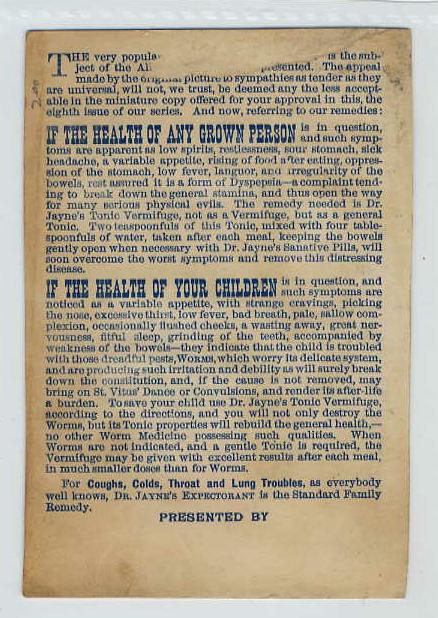 THE very popula is the sub-
ject of the Al presented. The appeal
made by the original picture to sympathies as tender as they
are universal, will not, we trust, be deemed any the less accept-
able in the miniature copy offered for your approval in this, the
eighth issue of our series. And now, referring to our remedies:
IF THE HEALTH OF ANY GROWN PERSON is in question,
and such symp-
toms are apparent as low spirits, restlessness, sour stomach, sick
headache, a variable appetite, rising of food after eating, oppres-
sion of the stomach, low fever, languor, and irregularity of the
bowels, rest assured it is a form of Dyspepsia—a complaint tend-
ing to break down the general stamina, and thus open the way
for many serious physical evils. The remedy needed is Dr.
Jayne's Tonic Vermifuge, not as a Vermifuge, but as a general
Tonic. Two teaspoonfuls of this Tonic, mixed with four table-
spoonfuls of water, taken after each meal, keeping the bowels
gently open when necessary with Dr. Jayne's Sanative Pills, will
soon overcome the worst symptoms and remove this distressing
disease.
IF THE HEALTH OF YOUR CHILDREN is in question, and
such symptoms are
noticed as a variable appetite, with strange cravings, picking
the nose, excessive thirst, low fever, bad breath, pale, sallow com-
plexion, occasionally flushed cheeks, a wasting away, great ner-
vousness, fitful sleep, grinding of the teeth, accompanied by
weakness of the bowels—they indicate that the child is troubled
with those dreadful pests, WORMS, which worry its delicate system,
and are producing such irritation and debility as will surely break
down the constitution, and, if the cause is not removed, may
bring on St. Vitus' Dance or Convulsions, and render its after-life
a burden. To save your child use Dr. Jayne's Tonic Vermifuge,
according to the directions, and you will not only destroy the
Worms, but its Tonic properties will rebuild the general health,—
no other Worm Medicine possessing such qualities. When
Worms are not indicated, and a gentle Tonic is required, the
Vermifuge may be given with excellent results after each meal,
in much smaller doses than for Worms.
For Coughs, Colds, Throat and Lung Troubles, as everybody
well knows, DR. JAYNE'S EXPECTORANT is the Standard Family
Remedy.
PRESENTED BY